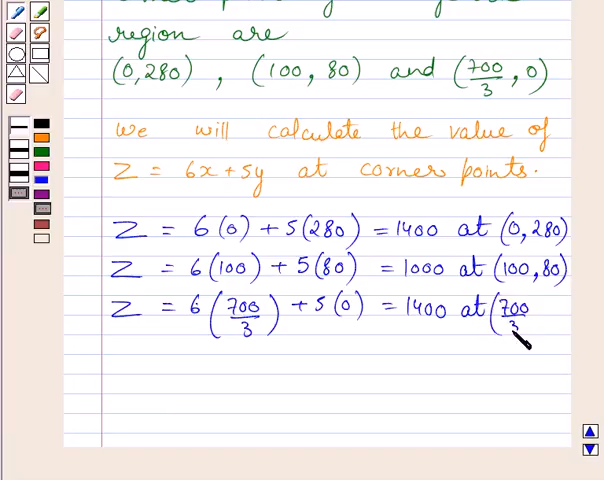 region are
(0, 280) , (100, 80) and (700/3, 0)
We will calculate the value of
Z = 6x + 5y at corner points.
Z = 6(0) + 5(280) = 1400 at (0, 280)
Z = 6(100) + 5(80) = 1000 at (100, 80)
Z = 6(700/3) + 5(0) = 1400 at (700/3